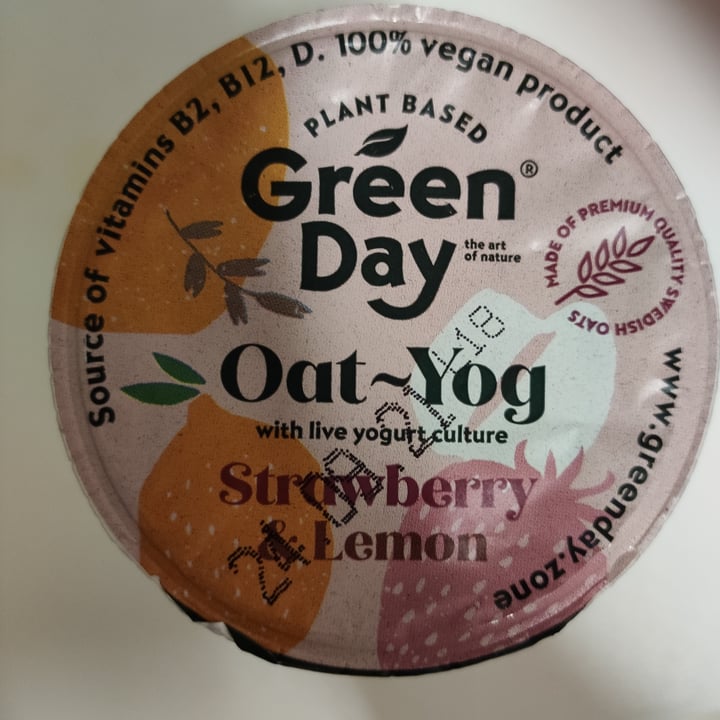 Source of vitamins B2, B12, D. 100% vegan product
PLANT BASED
Green®
Day
the art
of nature
MADE OF PREMIUM QUALITY SWEDISH OATS
Oat~Yog
with live yogurt culture
Strawberry
& Lemon
www.greenday.zone